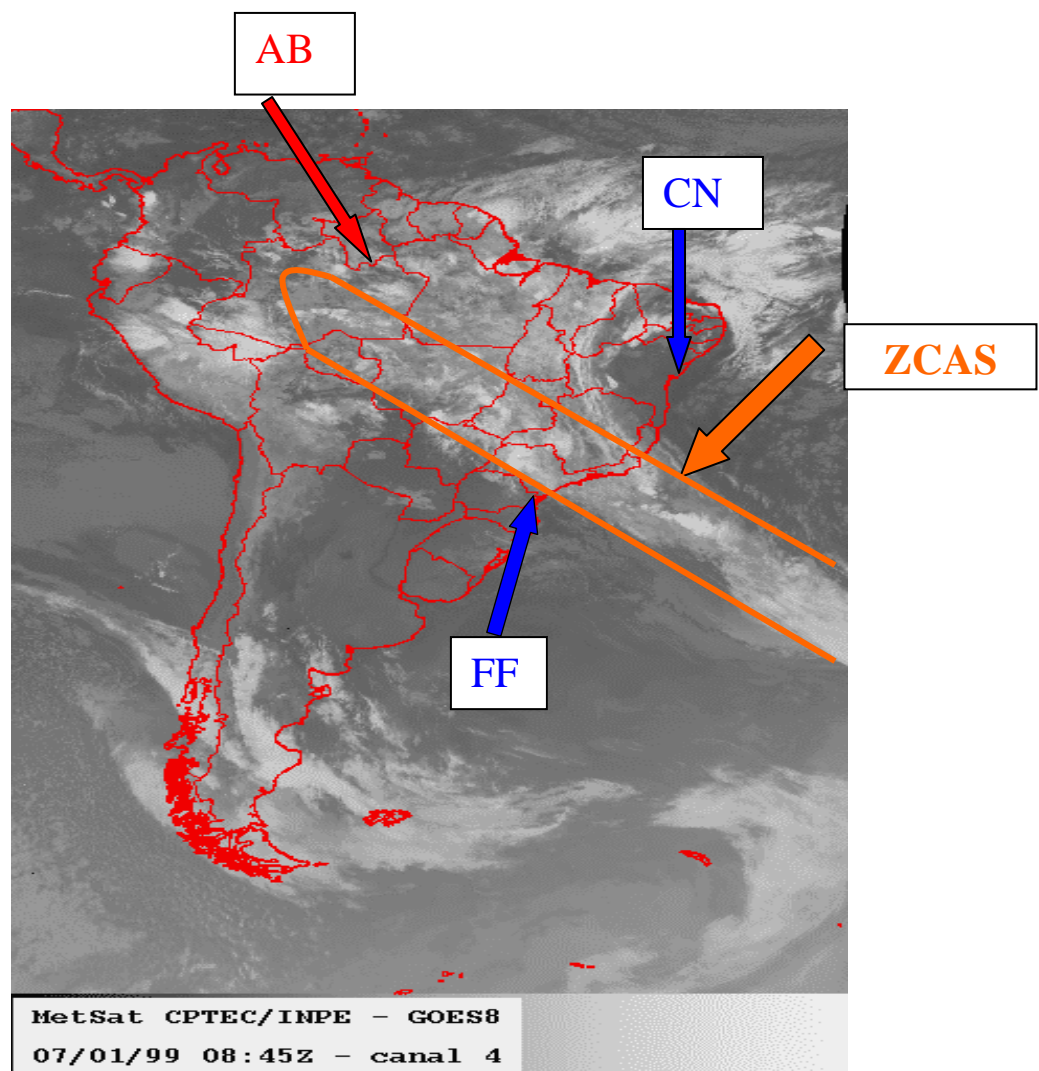 AB
CN
ZCAS
FF
MetSat CPTEC/INPE - GOES8
07/01/99 08:45Z - canal 4